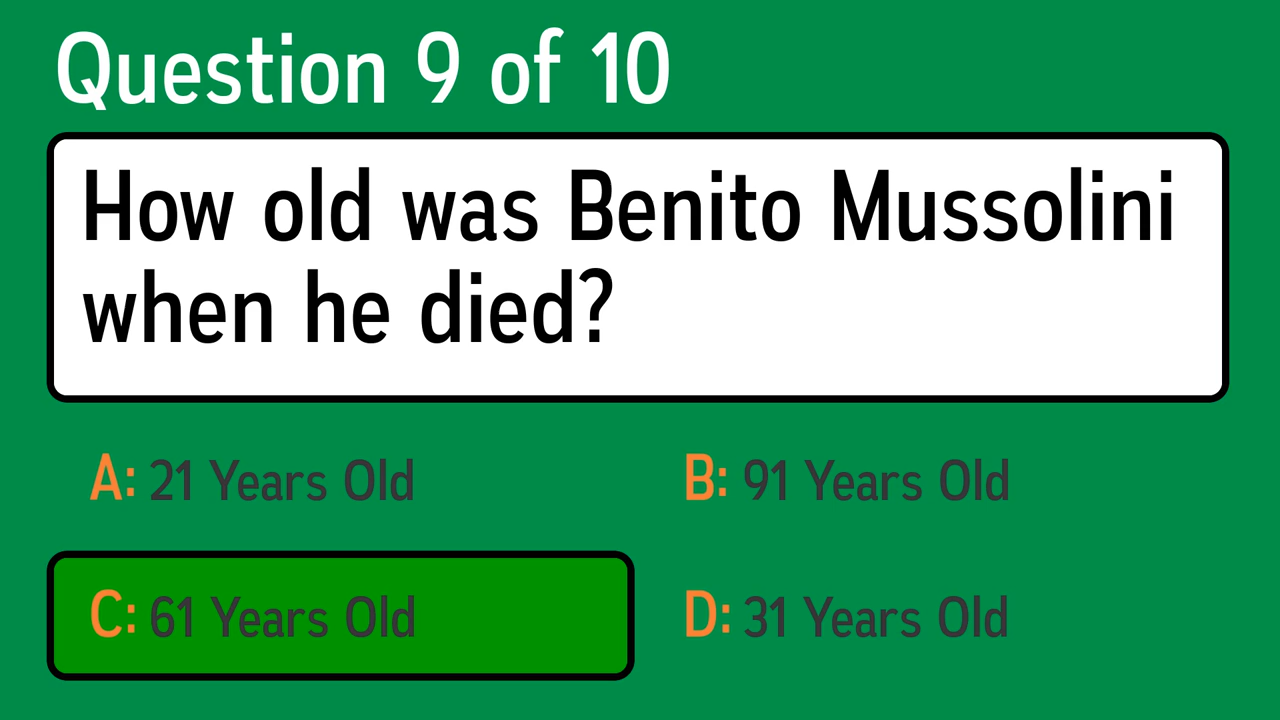 Question 9 of 10
How old was Benito Mussolini
when he died?
A: 21 Years Old
B: 91 Years Old
C: 61 Years Old
D: 31 Years Old